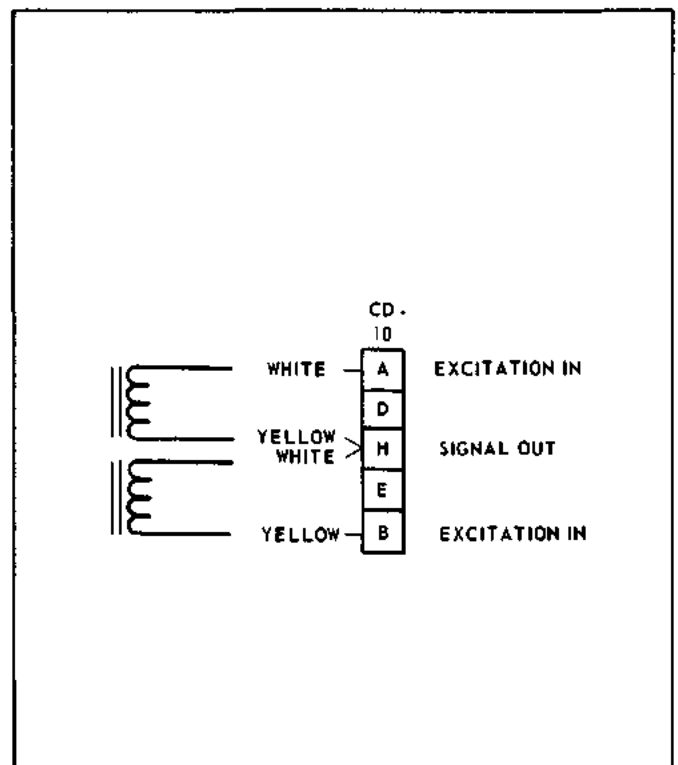 CD-
10
WHITE A EXCITATION IN
D
YELLOW
WHITE H SIGNAL OUT
E
YELLOW B EXCITATION IN